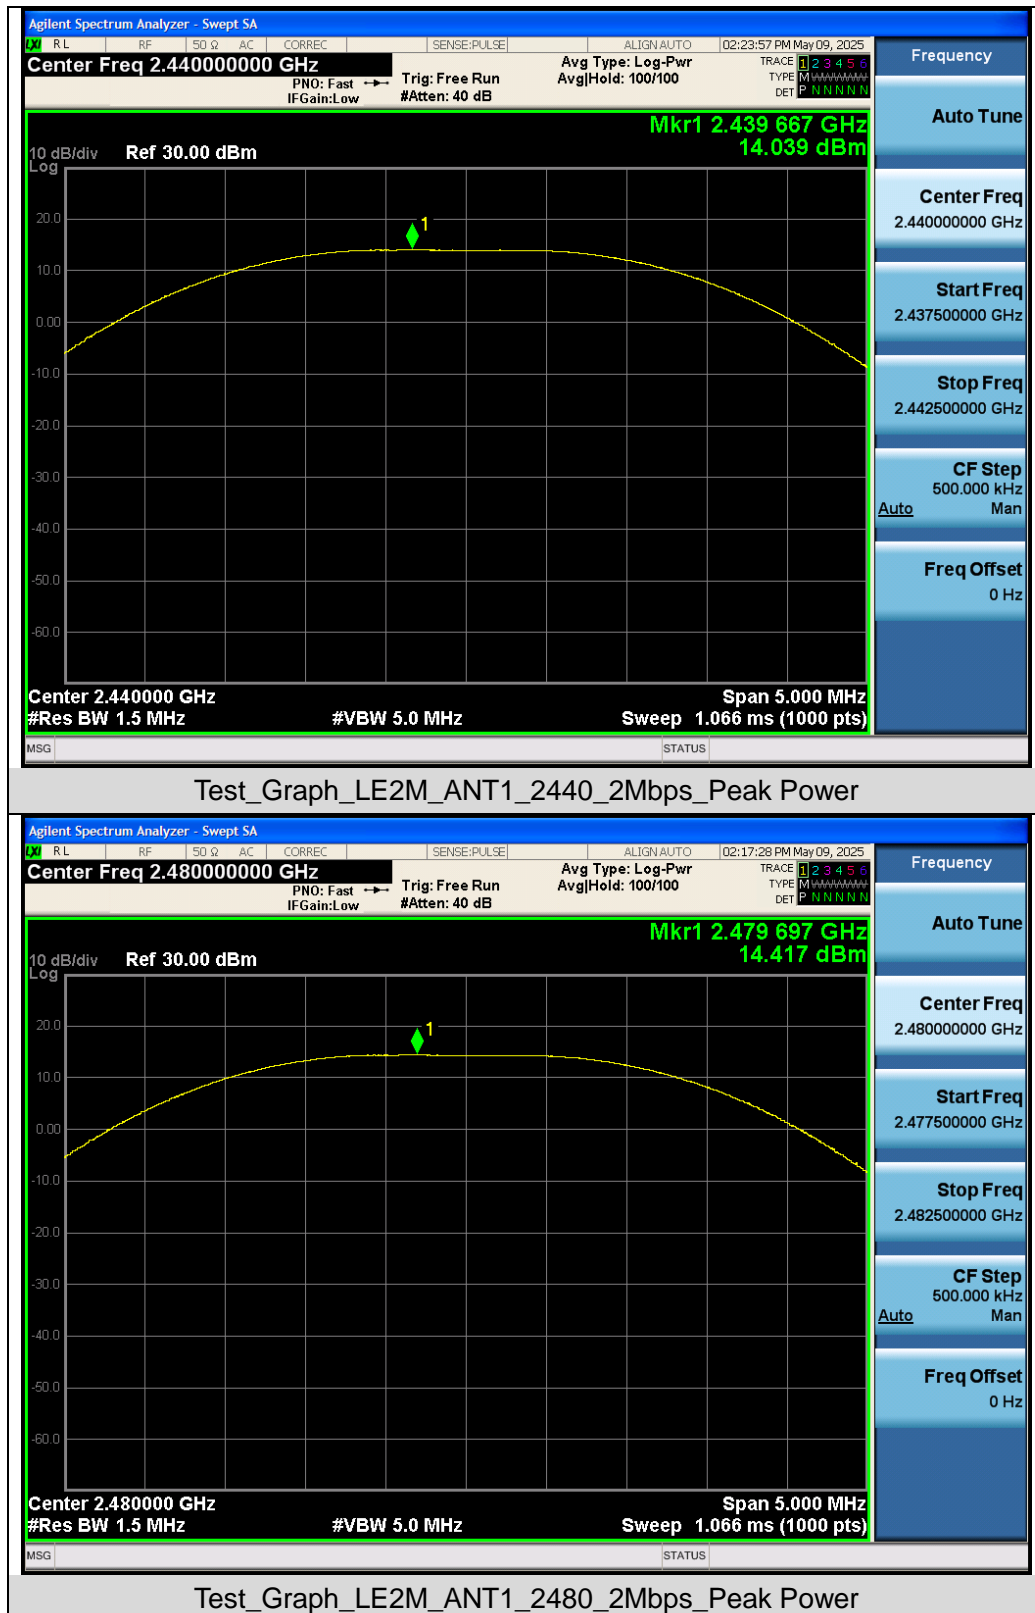 Agilent Spectrum Analyzer - Swept SA
LXI RL RF 50 Ω AC CORREC SENSE:PULSE ALIGN AUTO 02:23:57 PM May 09, 2025
Center Freq 2.440000000 GHz
PNO: Fast
IFGain:Low
Trig: Free Run
#Atten: 40 dB
Avg Type: Log-Pwr
Avg|Hold: 100/100
TRACE 1 2 3 4 5 6
TYPE M
DET P N N N N N
Mkr1 2.439 667 GHz
14.039 dBm
10 dB/div Ref 30.00 dBm
Log
20.0
1
10.0
0.00
-10.0
-20.0
-30.0
-40.0
-50.0
-60.0
Center 2.440000 GHz Span 5.000 MHz
#Res BW 1.5 MHz #VBW 5.0 MHz Sweep 1.066 ms (1000 pts)
MSG STATUS
Frequency
Auto Tune
Center Freq
2.440000000 GHz
Start Freq
2.437500000 GHz
Stop Freq
2.442500000 GHz
CF Step
500.000 kHz
Auto Man
Freq Offset
0 Hz
Test_Graph_LE2M_ANT1_2440_2Mbps_Peak Power
Agilent Spectrum Analyzer - Swept SA
LXI RL RF 50 Ω AC CORREC SENSE:PULSE ALIGN AUTO 02:17:28 PM May 09, 2025
Center Freq 2.480000000 GHz
PNO: Fast
IFGain:Low
Trig: Free Run
#Atten: 40 dB
Avg Type: Log-Pwr
Avg|Hold: 100/100
TRACE 1 2 3 4 5 6
TYPE M
DET P N N N N N
Mkr1 2.479 697 GHz
14.417 dBm
10 dB/div Ref 30.00 dBm
Log
20.0
1
10.0
0.00
-10.0
-20.0
-30.0
-40.0
-50.0
-60.0
Center 2.480000 GHz Span 5.000 MHz
#Res BW 1.5 MHz #VBW 5.0 MHz Sweep 1.066 ms (1000 pts)
MSG STATUS
Frequency
Auto Tune
Center Freq
2.480000000 GHz
Start Freq
2.477500000 GHz
Stop Freq
2.482500000 GHz
CF Step
500.000 kHz
Auto Man
Freq Offset
0 Hz
Test_Graph_LE2M_ANT1_2480_2Mbps_Peak Power